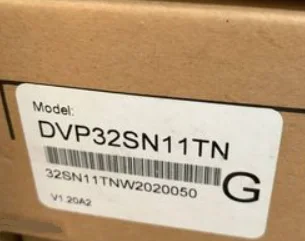 Model:
DVP32SN11TN
32SN11TNW2020050
G
V1.20A2